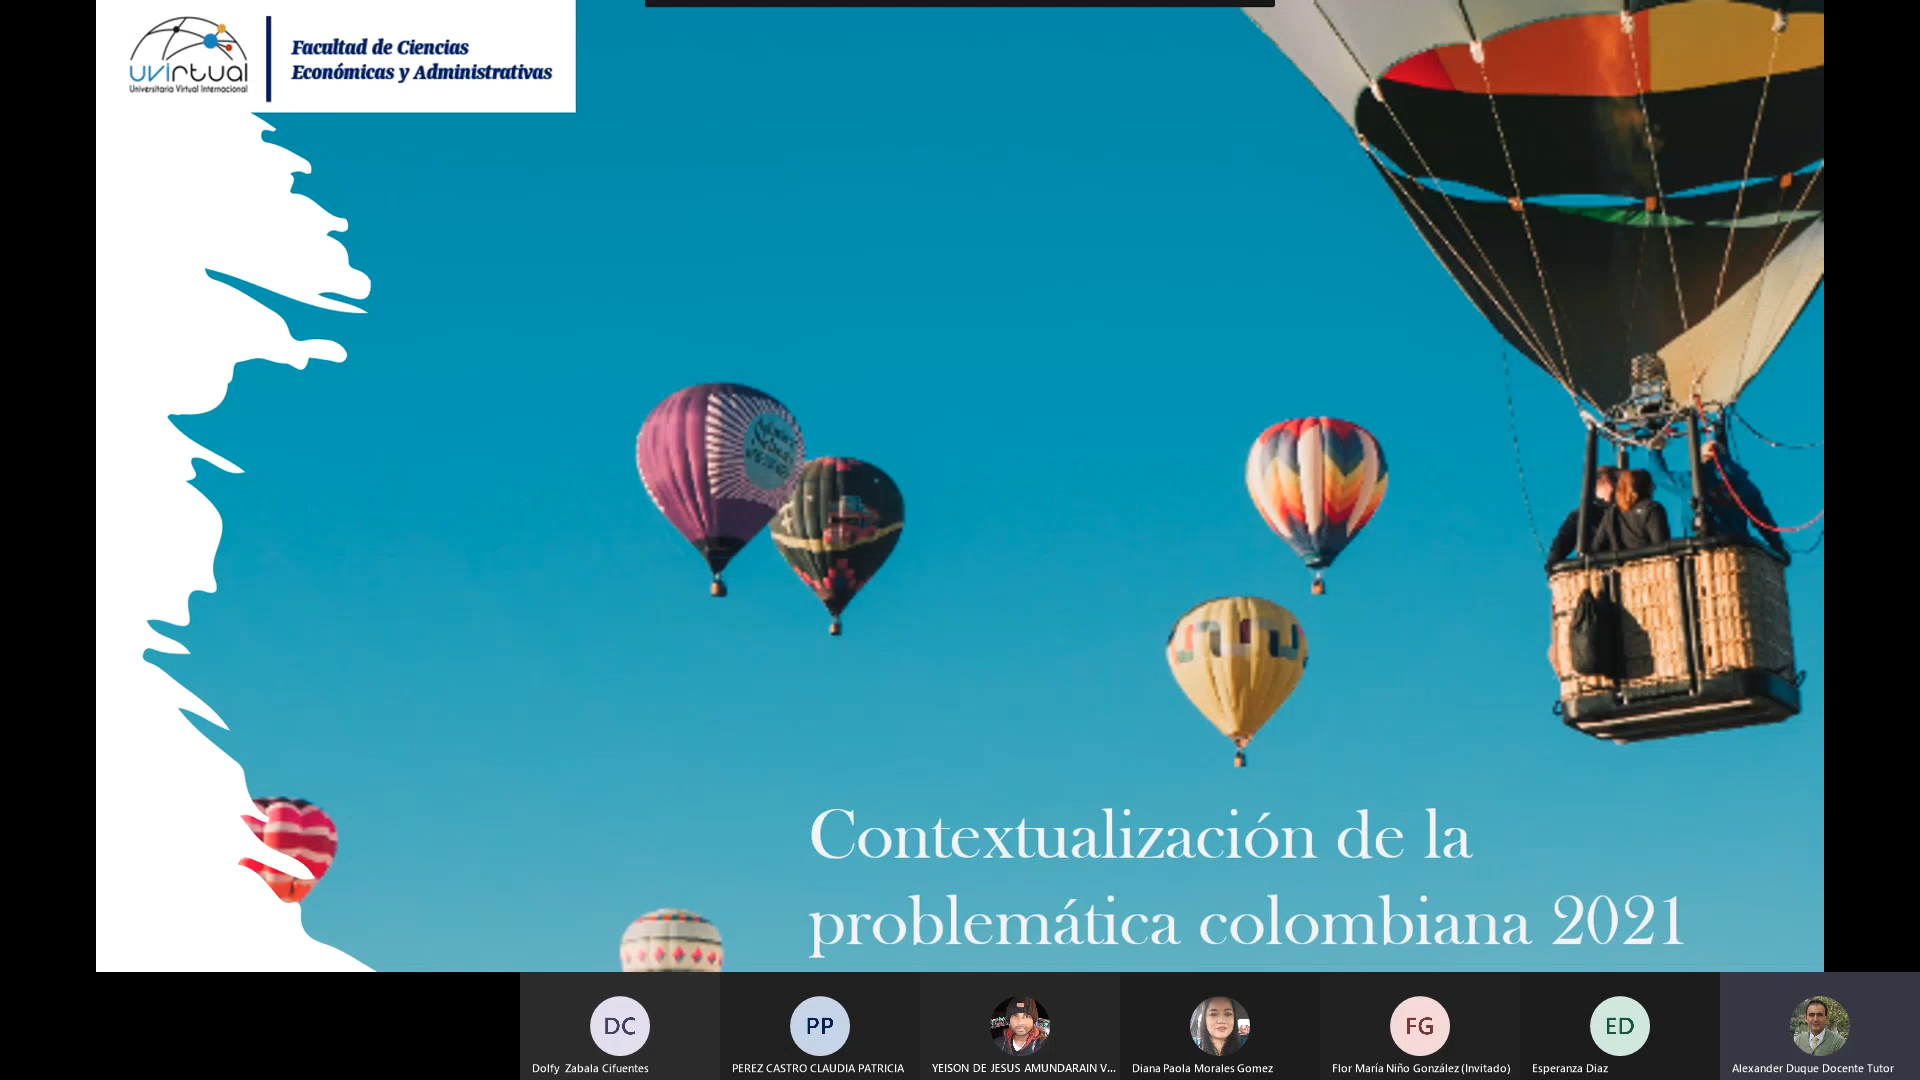 uvirtual
Universitaria Virtual Internacional
Facultad de Ciencias
Económicas y Administrativas
Contextualización de la
problemática colombiana 2021
DC
PP
FG
ED
Dolfy Zabala Cifuentes
PEREZ CASTRO CLAUDIA PATRICIA
YEISON DE JESUS AMUNDARAIN V...
Diana Paola Morales Gomez
Flor María Niño González (Invitado)
Esperanza Diaz
Alexander Duque Docente Tutor